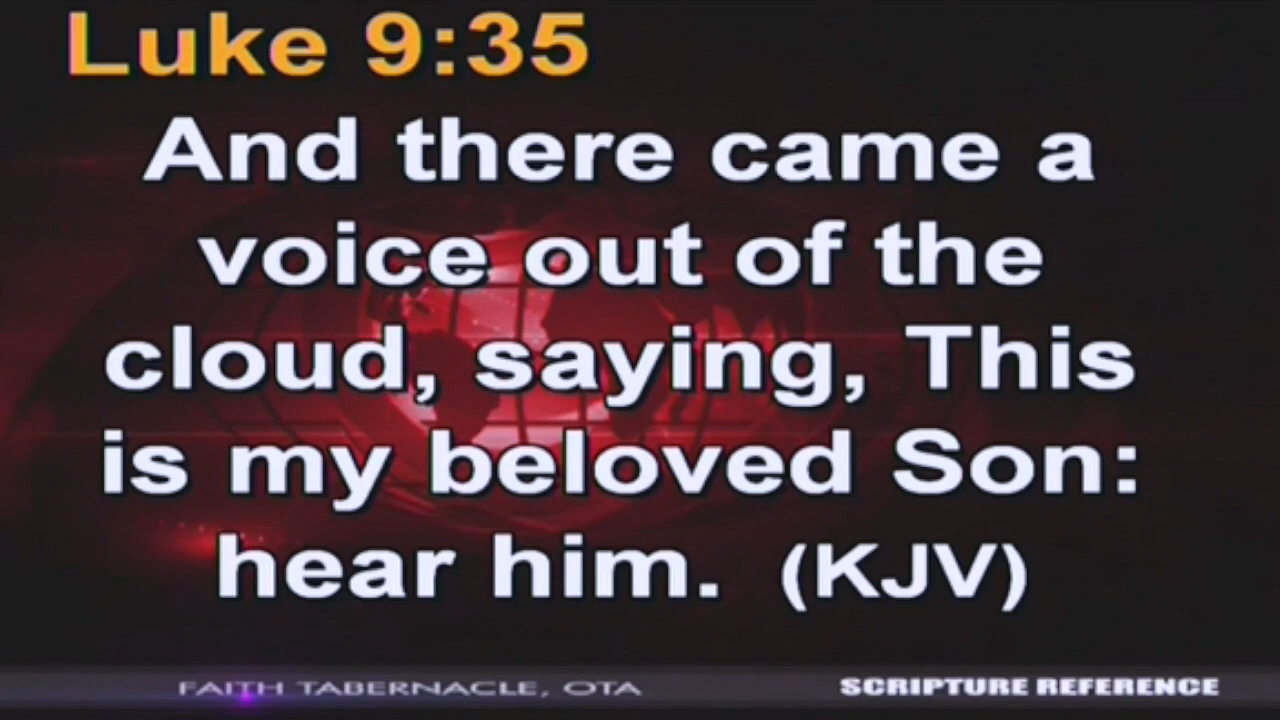 Luke 9:35
And there came a
voice out of the
cloud, saying, This
is my beloved Son:
hear him. (KJV)
FAITH TABERNACLE, OTA
SCRIPTURE REFERENCE